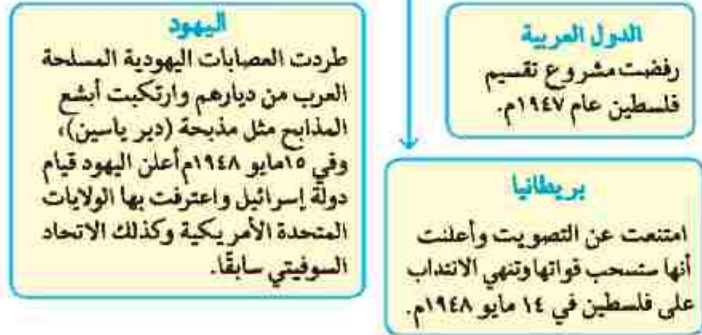 الدول العربية
رفضت مشروع تقسيم
فلسطين عام ١٩٤٧م.
بريطانيا
امتنعت عن التصويت وأعلنت
أنها ستسحب قواتها وتنهي الانتداب
على فلسطين في ١٤ مايو ١٩٤٨م.
اليهود
طردت العصابات اليهودية المسلحة
العرب من ديارهم وارتكبت أبشع
المذابح مثل مذبحة (دير ياسين)،
وفي ١٥مايو ١٩٤٨م أعلن اليهود قيام
دولة إسرائيل واعترفت بها الولايات
المتحدة الأمريكية وكذلك الاتحاد
السوفيتي سابقًا.